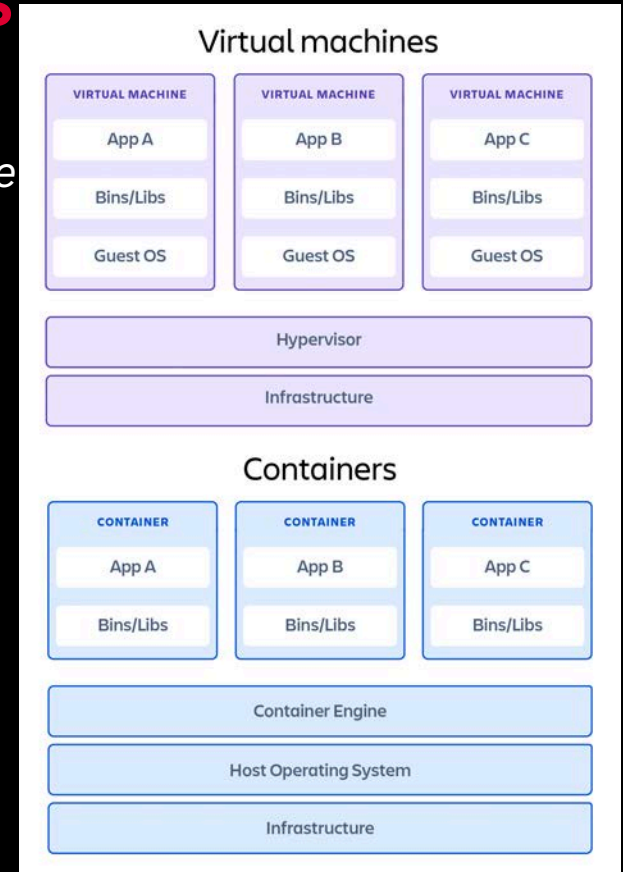 Virtual machines
VIRTUAL MACHINE VIRTUAL MACHINE VIRTUAL MACHINE
App A App B App C
Bins/Libs Bins/Libs Bins/Libs
Guest OS Guest OS Guest OS
Hypervisor
Infrastructure
Containers
CONTAINER CONTAINER CONTAINER
App A App B App C
Bins/Libs Bins/Libs Bins/Libs
Container Engine
Host Operating System
Infrastructure